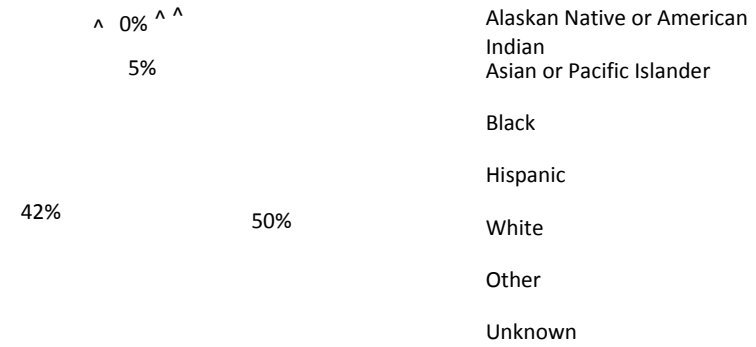 ^ 0% ^ ^
5%
42%
50%
Alaskan Native or American
Indian
Asian or Pacific Islander
Black
Hispanic
White
Other
Unknown